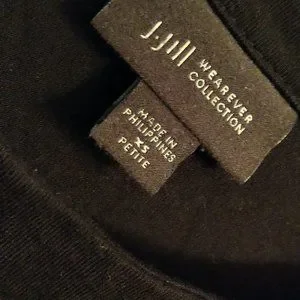 J.Jill
WEAREVER
COLLECTION
MADE IN
PHILIPPINES
XS
PETITE